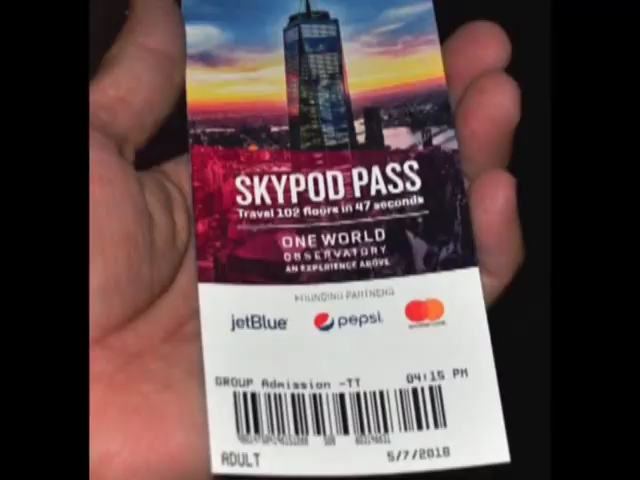 SKYPOD PASS
Travel 102 floors in 47 seconds
ONE WORLD
OBSERVATORY
AN EXPERIENCE ABOVE
FOUNDING PARTNERS
jetBlue pepsi mastercard
GROUP Admission -TT 04:15 PM
ADULT 5/7/2018